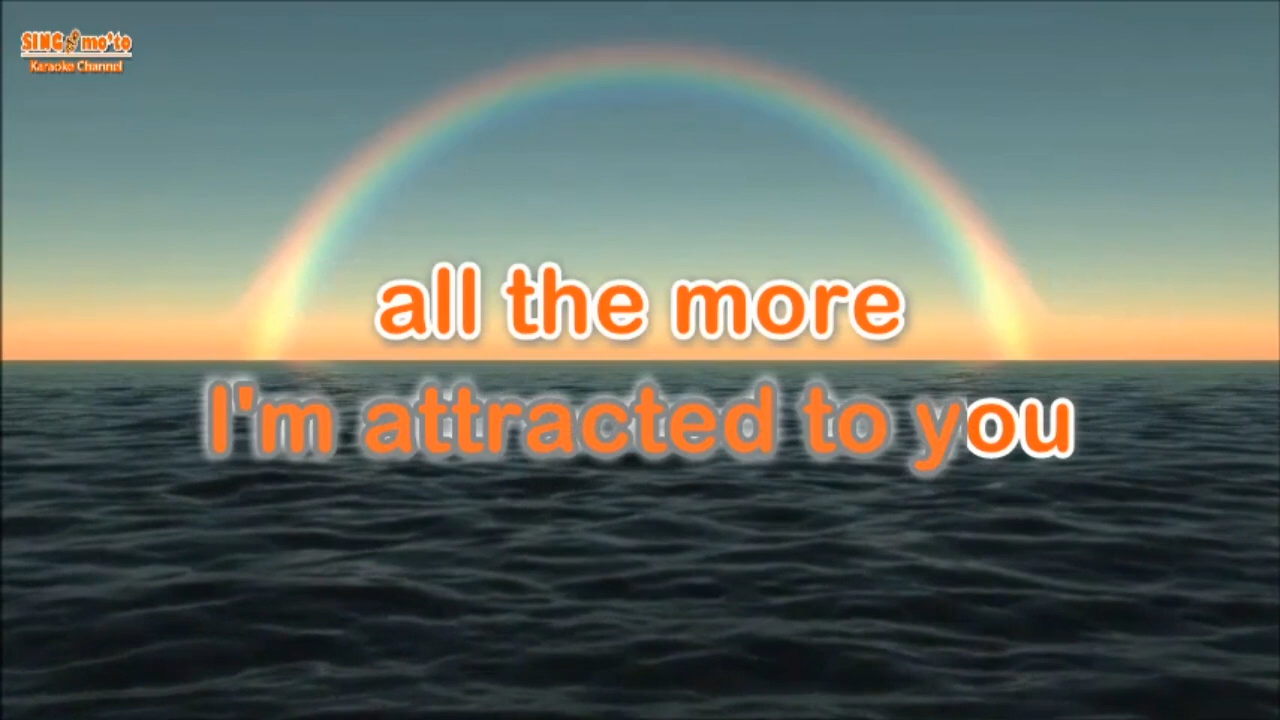 SING mo'to
Karaoke Channel
all the more
I'm attracted to you